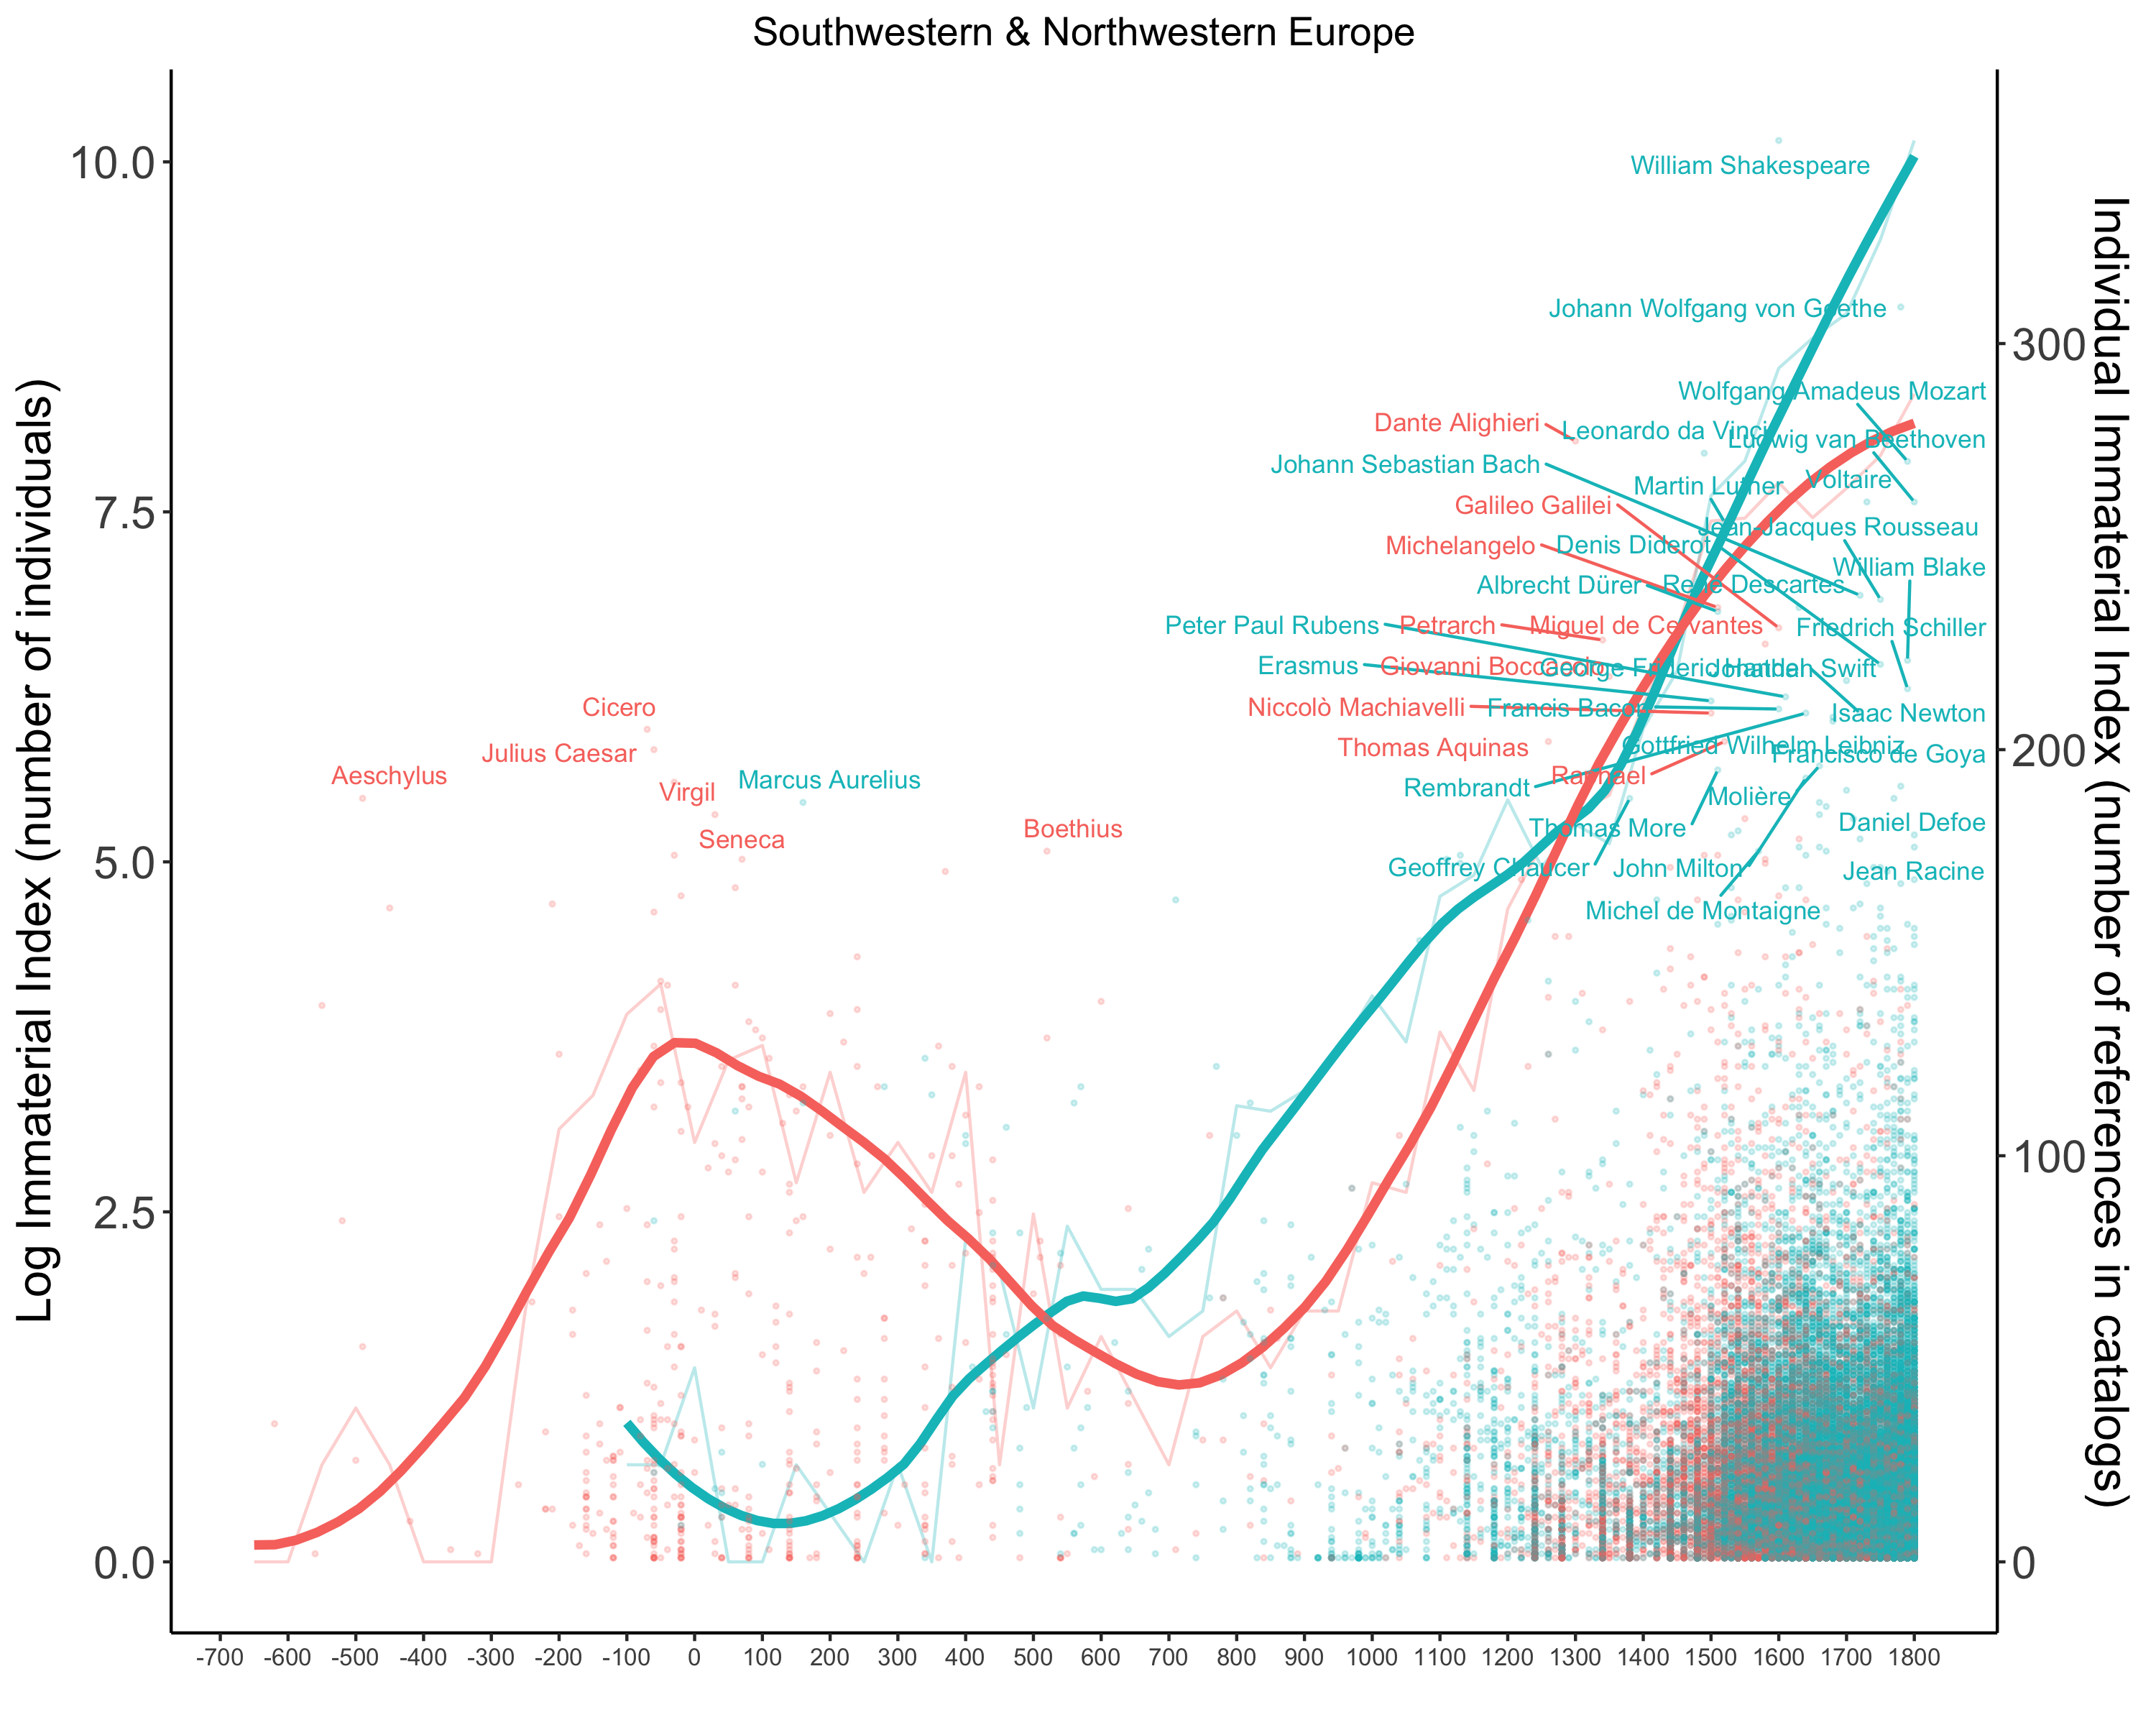 Southwestern & Northwestern Europe
Log Immaterial Index (number of individuals)
10.0
7.5
5.0
2.5
0.0
William Shakespeare
Johann Wolfgang von Goethe
Wolfgang Amadeus Mozart
Dante Alighieri
Leonardo da Vinci
Ludwig van Beethoven
Johann Sebastian Bach
Voltaire
Martin Luther
Galileo Galilei
Jean-Jacques Rousseau
Michelangelo
Denis Diderot
William Blake
Albrecht Dürer
René Descartes
Peter Paul Rubens
Petrarch
Miguel de Cervantes
Friedrich Schiller
Erasmus
Giovanni Boccaccio
George Frideric Handel
Jonathan Swift
Cicero
Niccolò Machiavelli
Francis Bacon
Isaac Newton
Julius Caesar
Thomas Aquinas
Gottfried Wilhelm Leibniz
Francisco de Goya
Aeschylus
Marcus Aurelius
Raphael
Virgil
Rembrandt
Molière
Seneca
Boethius
Thomas More
Daniel Defoe
Geoffrey Chaucer
John Milton
Jean Racine
Michel de Montaigne
300
200
100
0
Individual Immaterial Index (number of references in catalogs)
-700 -600 -500 -400 -300 -200 -100 0 100 200 300 400 500 600 700 800 900 1000 1100 1200 1300 1400 1500 1600 1700 1800